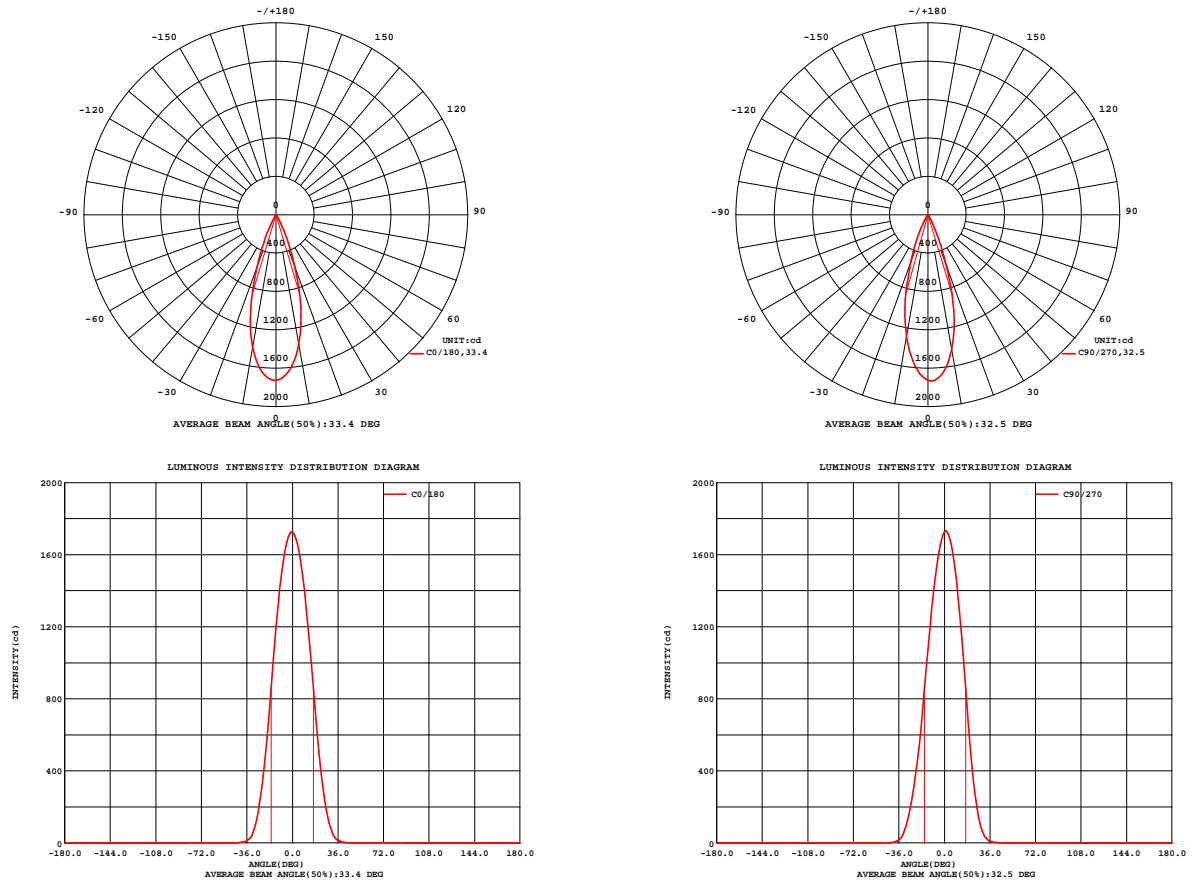 -/+180
-150
150
-120
120
-90
90
-60
60
-30
30
0
0
400
800
1200
1600
2000
UNIT:cd
C0/180,33.4
AVERAGE BEAM ANGLE(50%):33.4 DEG
-/+180
-150
150
-120
120
-90
90
-60
60
-30
30
0
0
400
800
1200
1600
2000
UNIT:cd
C90/270,32.5
AVERAGE BEAM ANGLE(50%):32.5 DEG
LUMINOUS INTENSITY DISTRIBUTION DIAGRAM
C0/180
2000
1600
1200
800
400
0
INTENSITY(cd)
-180.0 -144.0 -108.0 -72.0 -36.0 0.0 36.0 72.0 108.0 144.0 180.0
ANGLE(DEG)
AVERAGE BEAM ANGLE(50%):33.4 DEG
LUMINOUS INTENSITY DISTRIBUTION DIAGRAM
C90/270
2000
1600
1200
800
400
0
INTENSITY(cd)
-180.0 -144.0 -108.0 -72.0 -36.0 0.0 36.0 72.0 108.0 144.0 180.0
ANGLE(DEG)
AVERAGE BEAM ANGLE(50%):32.5 DEG